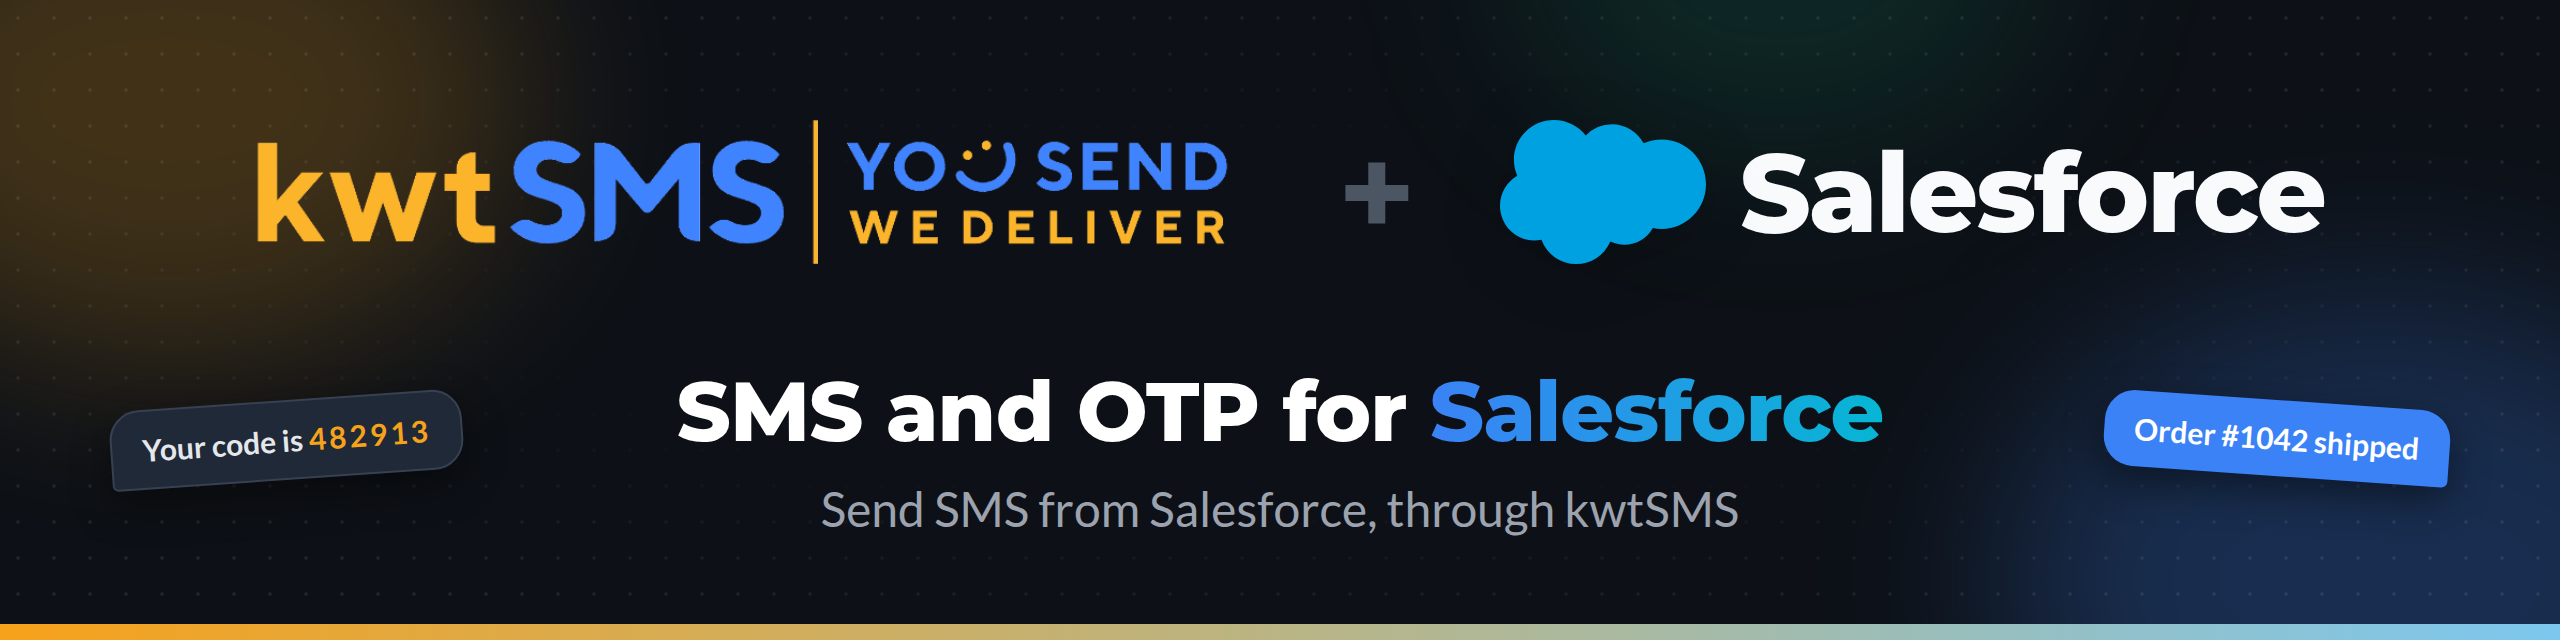 kwtSMS
YOU SEND
WE DELIVER
+
Salesforce
SMS and OTP for Salesforce
Send SMS from Salesforce, through kwtSMS
Your code is 482913
Order #1042 shipped